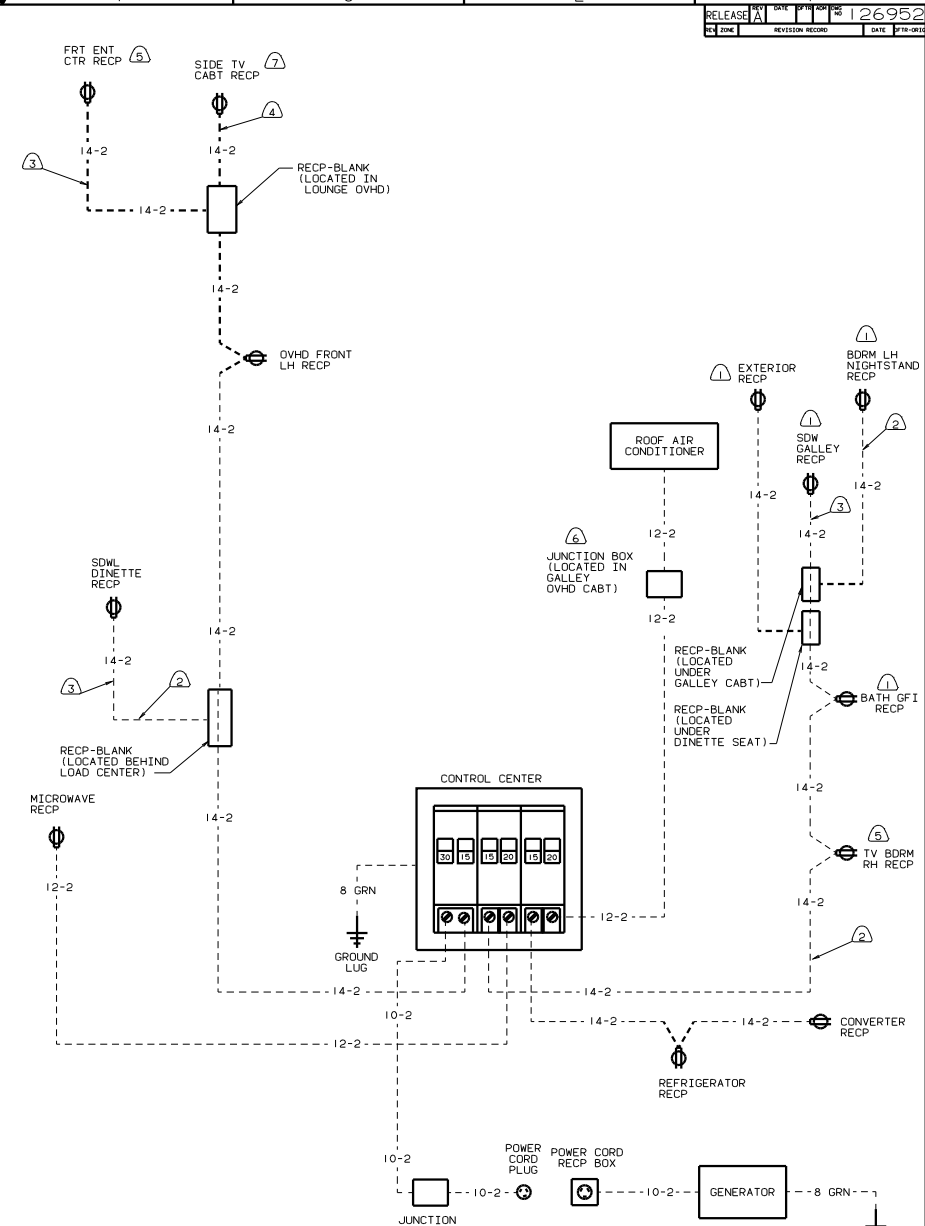 RELEASE REV A DATE DFTR ADM DWG NO 126952
REV ZONE REVISION RECORD DATE DFTR-ORIG
FRT ENT
CTR RECP 5
SIDE TV 7
CABT RECP
4
14-2
14-2
3
RECP-BLANK
(LOCATED IN
LOUNGE OVHD)
14-2
14-2
OVHD FRONT
LH RECP
1
BDRM LH
NIGHTSTAND
RECP
1 EXTERIOR
RECP
1
SDW
GALLEY
RECP
2
14-2
ROOF AIR
CONDITIONER
14-2
14-2
3
12-2
14-2
6
JUNCTION BOX
(LOCATED IN
GALLEY
OVHD CABT)
SDWL
DINETTE
RECP
12-2
14-2
14-2
RECP-BLANK
(LOCATED
UNDER
GALLEY CABT)
14-2
3
2
1
BATH GFI
RECP
RECP-BLANK
(LOCATED
UNDER
DINETTE SEAT)
RECP-BLANK
(LOCATED BEHIND
LOAD CENTER)
CONTROL CENTER
14-2
MICROWAVE
RECP
14-2
5
TV BDRM
RH RECP
30 15 15 20 15 20
12-2
8 GRN
14-2
12-2
2
GROUND
LUG
14-2
14-2
10-2
14-2
14-2
CONVERTER
RECP
12-2
REFRIGERATOR
RECP
10-2
POWER
CORD
PLUG
POWER CORD
RECP BOX
10-2
10-2
GENERATOR
8 GRN
JUNCTION